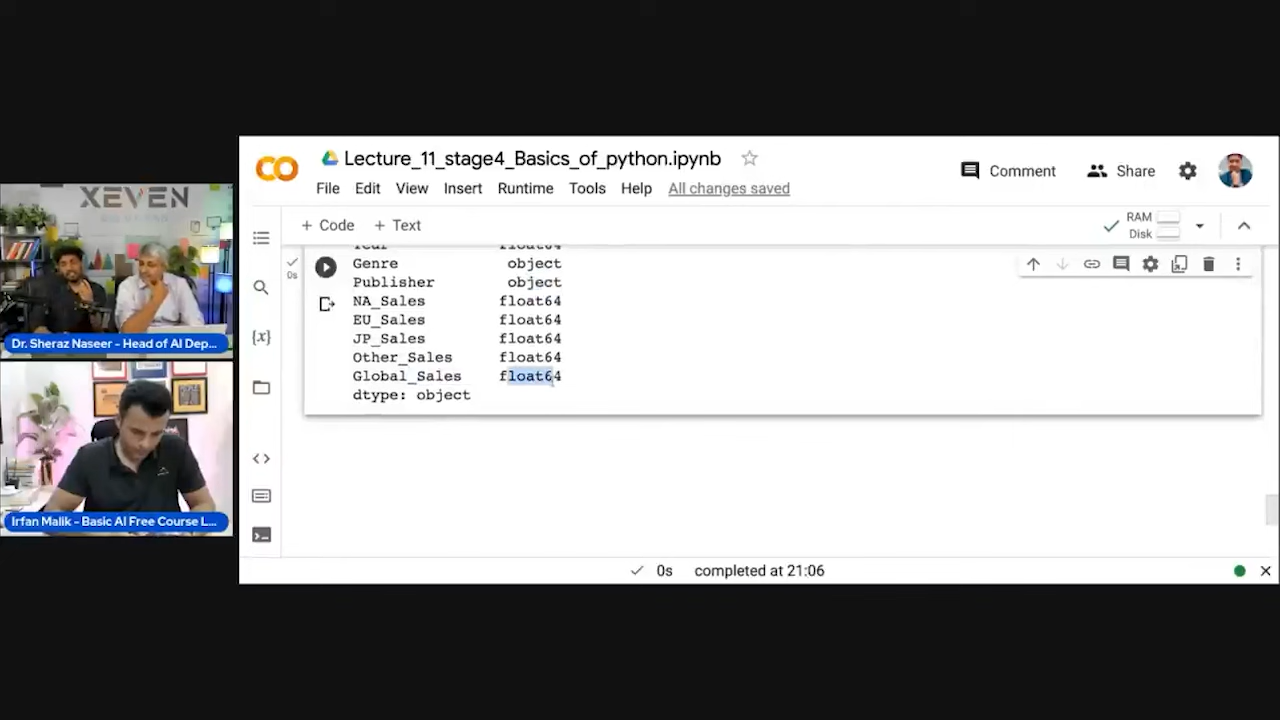 XEVEN
Dr. Sheraz Naseer - Head of AI Dep...
Irfan Malik - Basic AI Free Course L...
Lecture_11_stage4_Basics_of_python.ipynb
File Edit View Insert Runtime Tools Help All changes saved
Comment Share
+ Code + Text
RAM
Disk
Year float64
0s
Genre object
Publisher object
NA_Sales float64
EU_Sales float64
JP_Sales float64
Other_Sales float64
Global_Sales float64
dtype: object
{x}
0s completed at 21:06